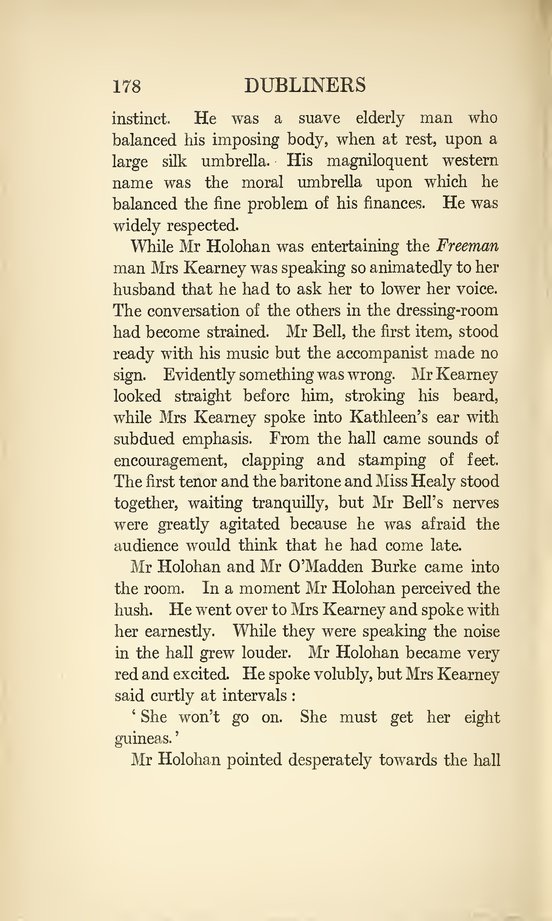 178 DUBLINERS
instinct. He was a suave elderly man who
balanced his imposing body, when at rest, upon a
large silk umbrella. His magniloquent western
name was the moral umbrella upon which he
balanced the fine problem of his finances. He was
widely respected.
While Mr Holohan was entertaining the Freeman
man Mrs Kearney was speaking so animatedly to her
husband that he had to ask her to lower her voice.
The conversation of the others in the dressing-room
had become strained. Mr Bell, the first item, stood
ready with his music but the accompanist made no
sign. Evidently something was wrong. Mr Kearney
looked straight before him, stroking his beard,
while Mrs Kearney spoke into Kathleen's ear with
subdued emphasis. From the hall came sounds of
encouragement, clapping and stamping of feet.
The first tenor and the baritone and Miss Healy stood
together, waiting tranquilly, but Mr Bell's nerves
were greatly agitated because he was afraid the
audience would think that he had come late.
Mr Holohan and Mr O'Madden Burke came into
the room. In a moment Mr Holohan perceived the
hush. He went over to Mrs Kearney and spoke with
her earnestly. While they were speaking the noise
in the hall grew louder. Mr Holohan became very
red and excited. He spoke volubly, but Mrs Kearney
said curtly at intervals :
‘ She won't go on. She must get her eight
guineas. ’
Mr Holohan pointed desperately towards the hall